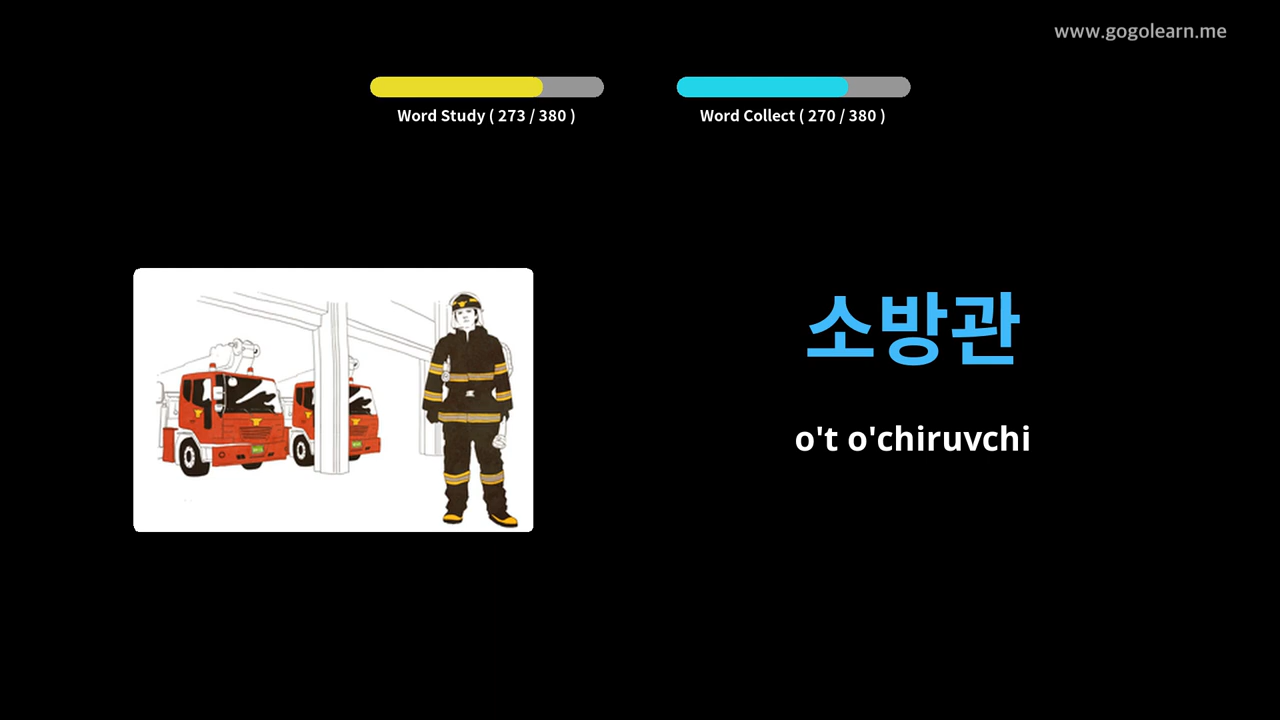 www.gogolearn.me
Word Study ( 273 / 380 )
Word Collect ( 270 / 380 )
소방관
o't o'chiruvchi